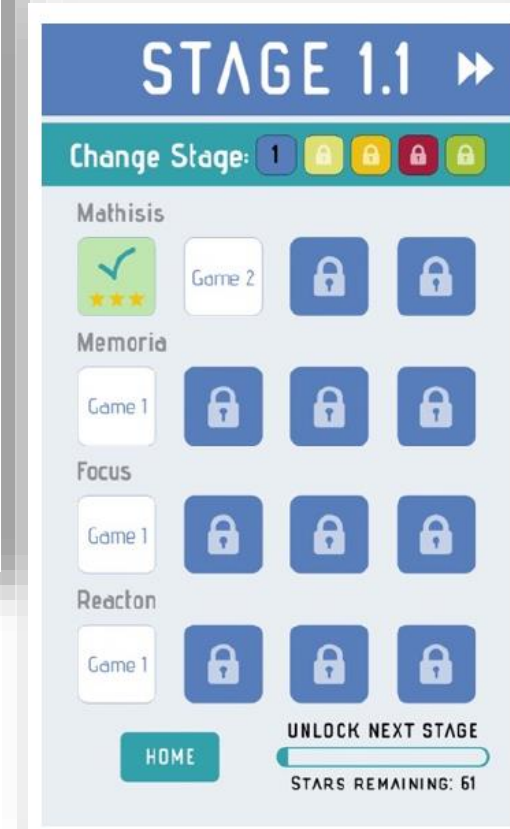 STAGE 1.1
Change Stage: 1
Mathisis
Game 2
Memoria
Game 1
Focus
Game 1
Reacton
Game 1
HOME
UNLOCK NEXT STAGE
STARS REMAINING: 61